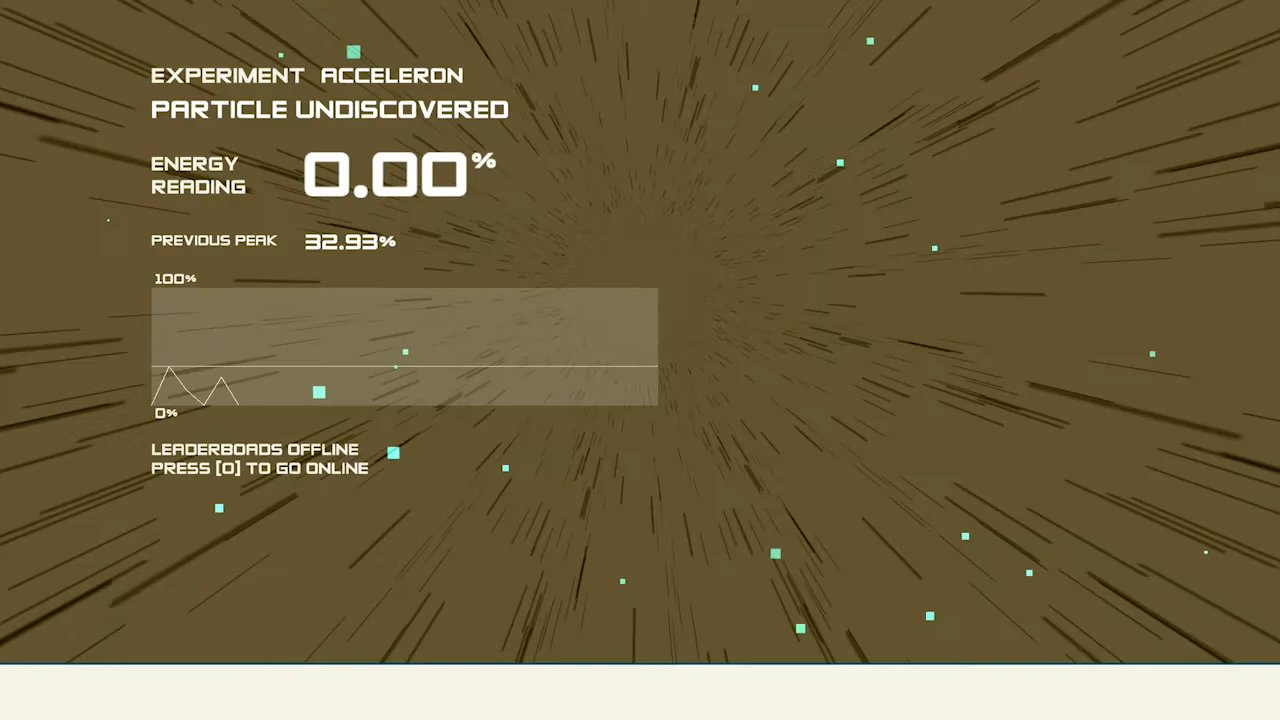 EXPERIMENT ACCELERON
PARTICLE UNDISCOVERED
ENERGY
READING
0.00%
PREVIOUS PEAK 32.93%
100%
0%
LEADERBOADS OFFLINE
PRESS [O] TO GO ONLINE